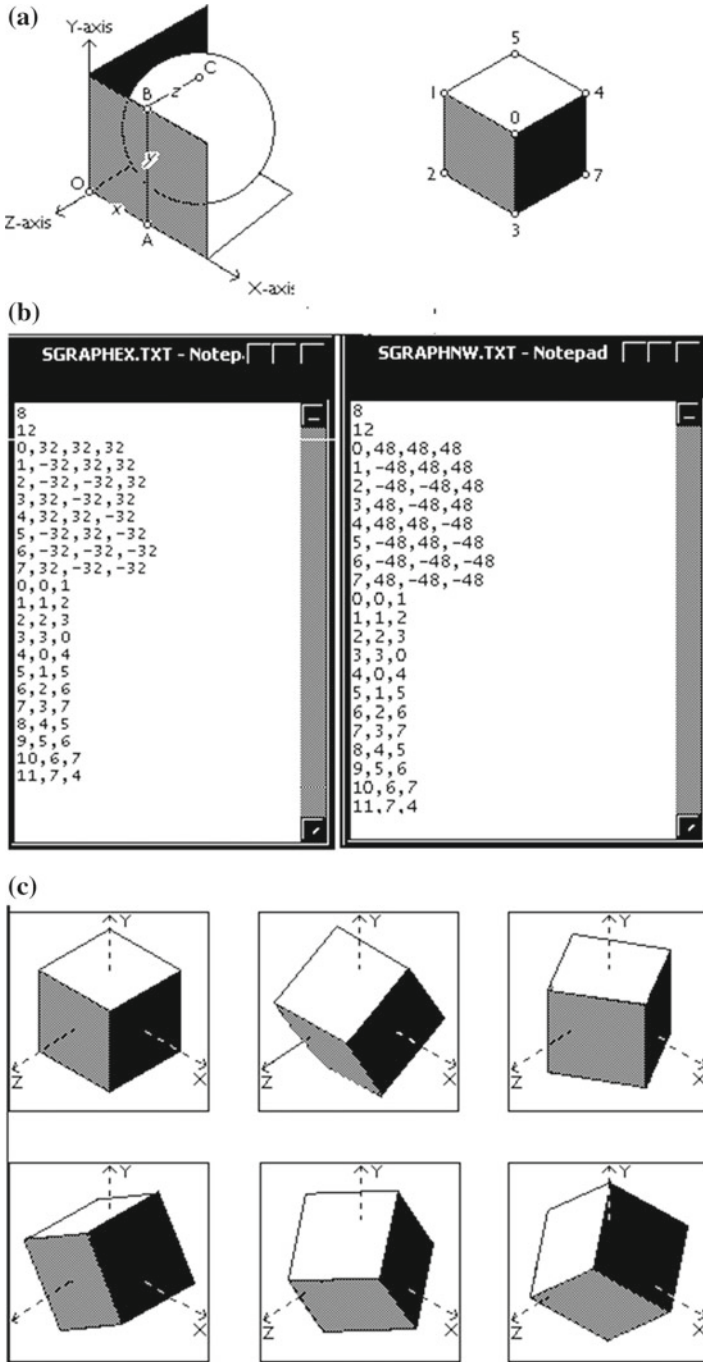 (a)
Y-axis
C
B
z
y
O
Z-axis
x
A
X-axis
5
1
4
0
2
7
3
(b)
SGRAPHEX.TXT - Notep.
8
12
0,32,32,32
1,-32,32,32
2,-32,-32,32
3,32,-32,32
4,32,32,-32
5,-32,32,-32
6,-32,-32,-32
7,32,-32,-32
0,0,1
1,1,2
2,2,3
3,3,0
4,0,4
5,1,5
6,2,6
7,3,7
8,4,5
9,5,6
10,6,7
11,7,4
SGRAPHNW.TXT - Notepad
8
12
0,48,48,48
1,-48,48,48
2,-48,-48,48
3,48,-48,48
4,48,48,-48
5,-48,48,-48
6,-48,-48,-48
7,48,-48,-48
0,0,1
1,1,2
2,2,3
3,3,0
4,0,4
5,1,5
6,2,6
7,3,7
8,4,5
9,5,6
10,6,7
11,7,4
(c)
Y
Z
X
Y
Z
X
Y
Z
X
Y
X
Y
Z
X
Y
Z
X